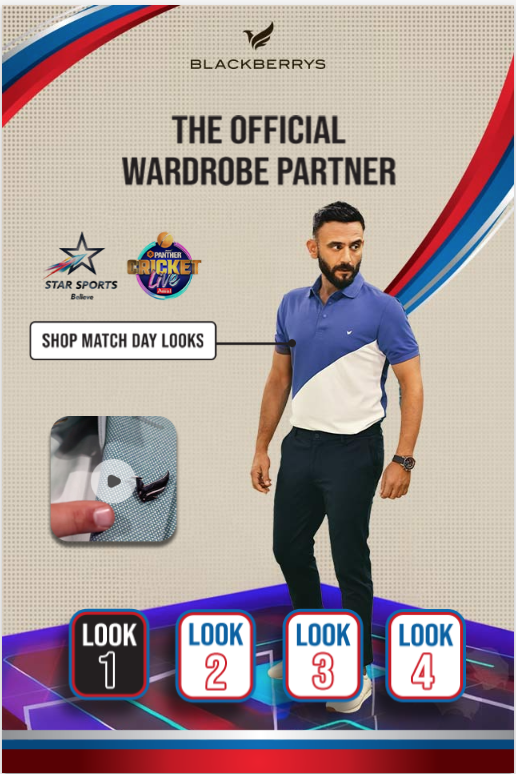 BLACKBERRYS
THE OFFICIAL
WARDROBE PARTNER
STAR SPORTS
Believe
PANTHER
CRICKET
Live
SHOP MATCH DAY LOOKS
LOOK
1
LOOK
2
LOOK
3
LOOK
4